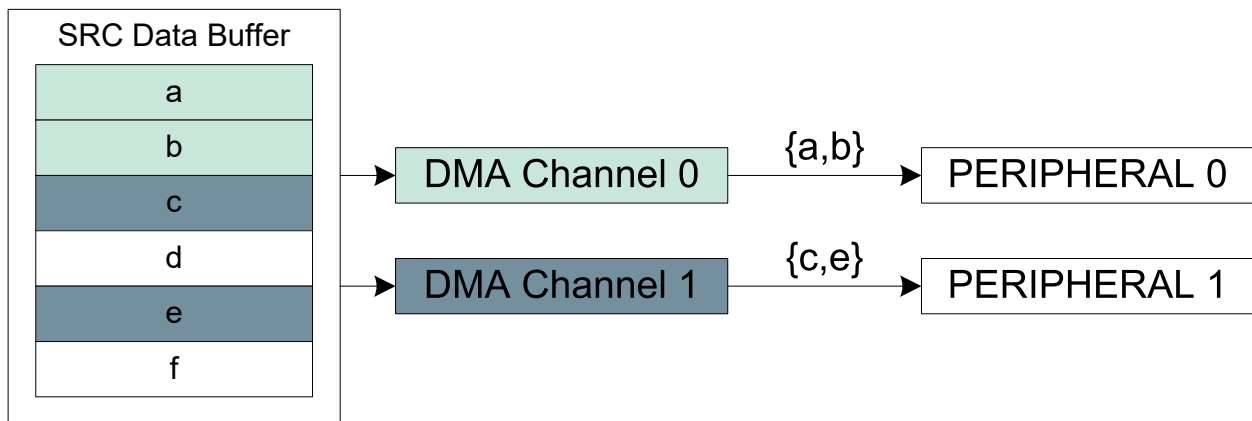 SRC Data Buffer
a
b
c
d
e
f
DMA Channel 0
{a,b}
PERIPHERAL 0
DMA Channel 1
{c,e}
PERIPHERAL 1